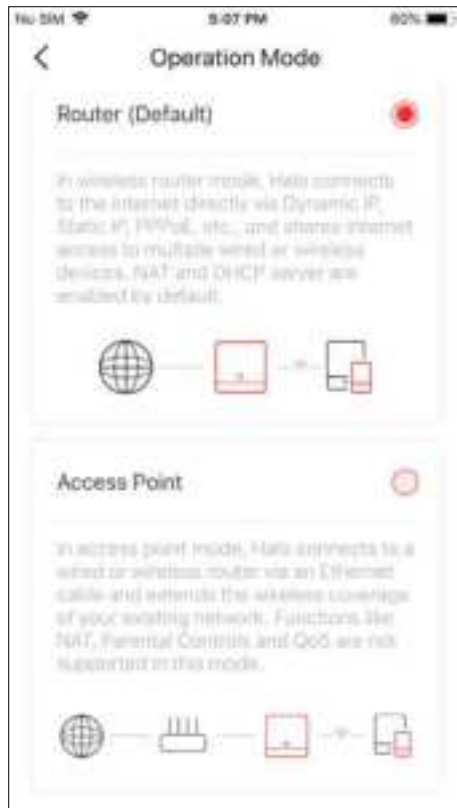 No SIM 5:07 PM 80%
Operation Mode
Router (Default)
In wireless router mode, Halo connects
to the internet directly via Dynamic IP,
Static IP, PPPoE, etc., and shares internet
access to multiple wired or wireless
devices. NAT and DHCP server are
enabled by default.
Access Point
In access point mode, Halo connects to a
wired or wireless router via an Ethernet
cable and extends the wireless coverage
of your existing network. Functions like
NAT, Parental Controls and QoS are not
supported in this mode.